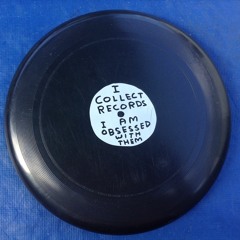 I
COLLECT
RECORDS
I AM
OBSESSED
WITH
THEM